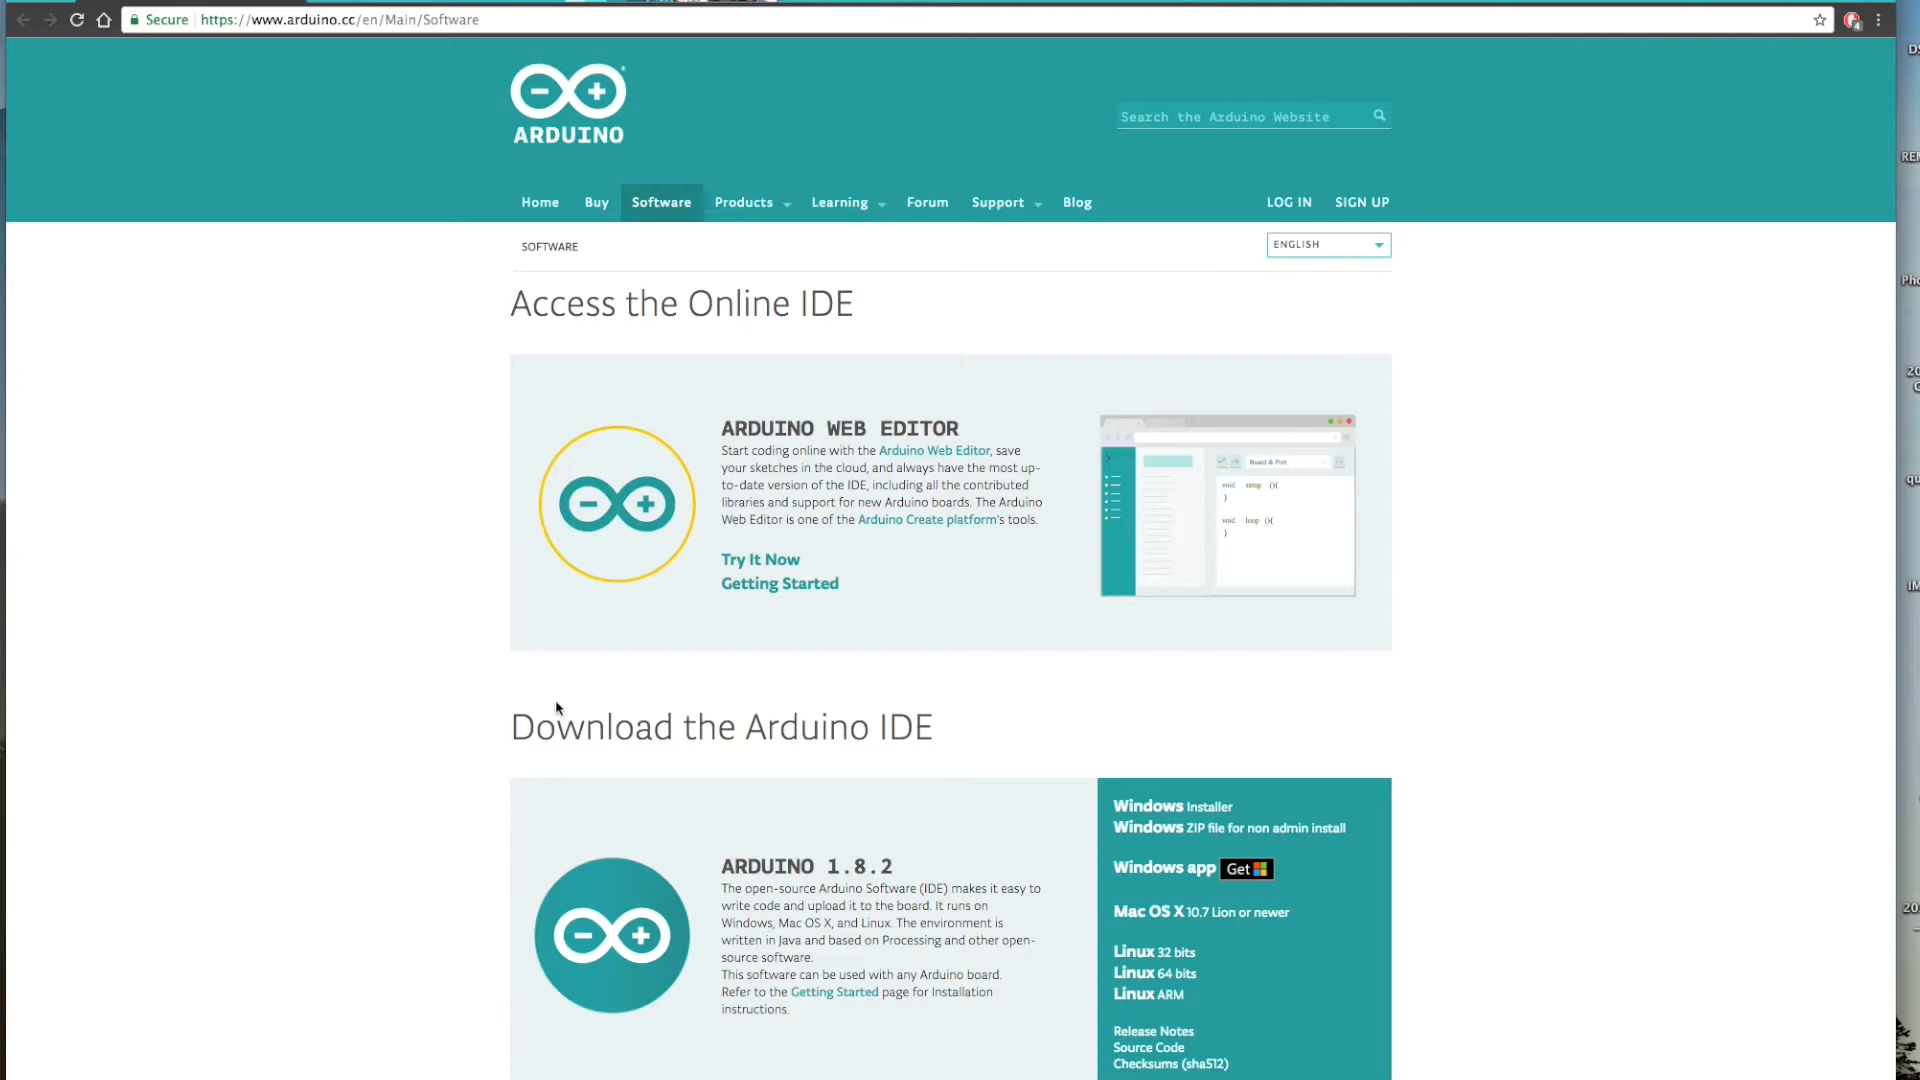 Secure https://www.arduino.cc/en/Main/Software
ARDUINO
Search the Arduino Website
Home Buy Software Products Learning Forum Support Blog LOG IN SIGN UP
SOFTWARE ENGLISH
Access the Online IDE
ARDUINO WEB EDITOR
Start coding online with the Arduino Web Editor, save
your sketches in the cloud, and always have the most up-
to-date version of the IDE, including all the contributed
libraries and support for new Arduino boards. The Arduino
Web Editor is one of the Arduino Create platform's tools.
Try It Now
Getting Started
Board & Port
void setup (){
}
void loop (){
}
Download the Arduino IDE
ARDUINO 1.8.2
The open-source Arduino Software (IDE) makes it easy to
write code and upload it to the board. It runs on
Windows, Mac OS X, and Linux. The environment is
written in Java and based on Processing and other open-
source software.
This software can be used with any Arduino board.
Refer to the Getting Started page for Installation
instructions.
Windows Installer
Windows ZIP file for non admin install
Windows app Get
Mac OS X 10.7 Lion or newer
Linux 32 bits
Linux 64 bits
Linux ARM
Release Notes
Source Code
Checksums (sha512)